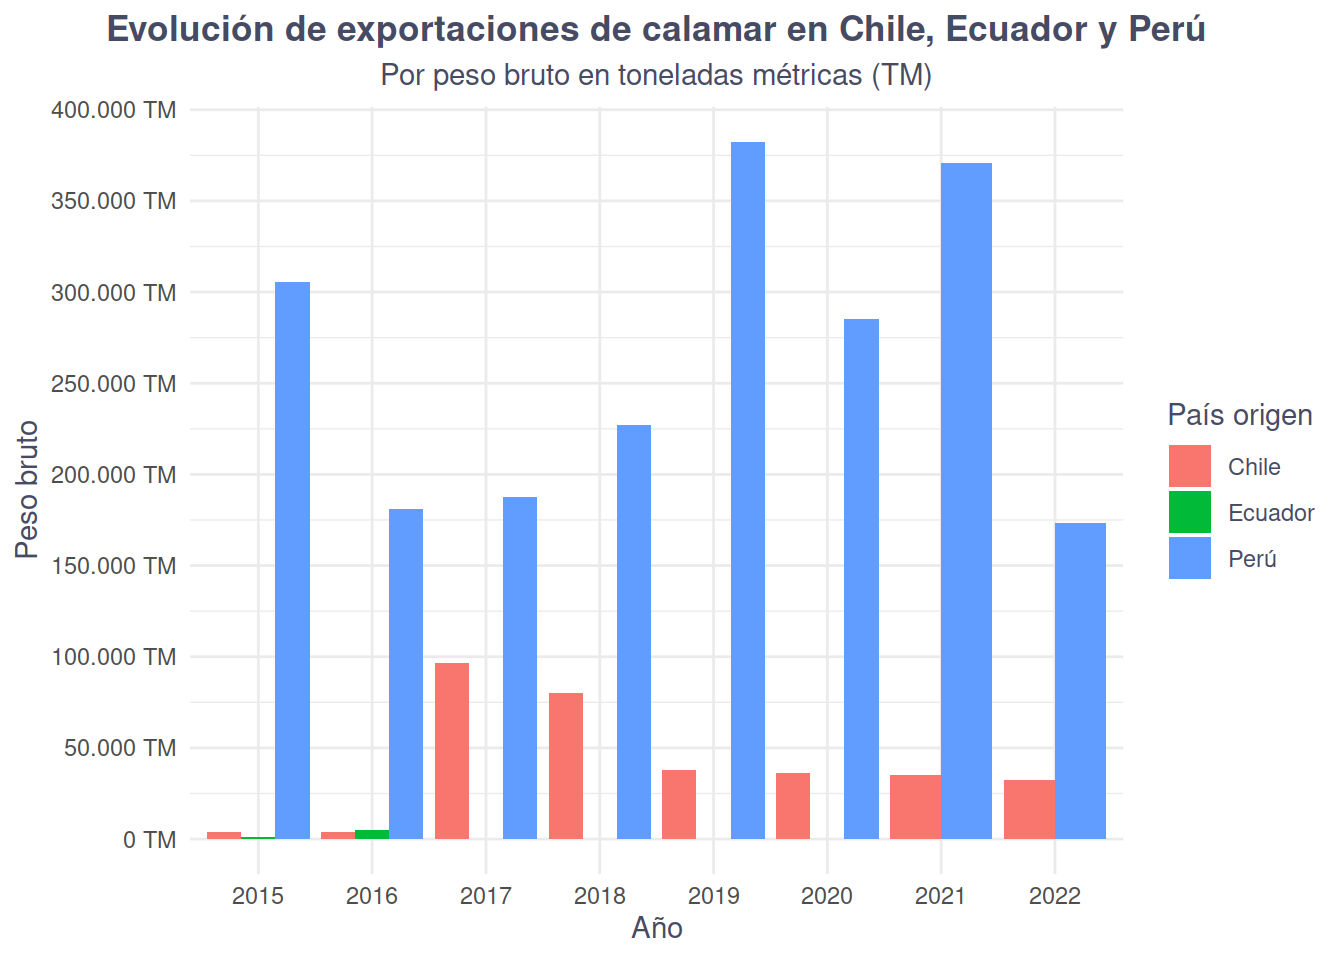 Evolución de exportaciones de calamar en Chile, Ecuador y Perú
Por peso bruto en toneladas métricas (TM)
400.000 TM
350.000 TM
300.000 TM
250.000 TM
200.000 TM
150.000 TM
100.000 TM
50.000 TM
0 TM
Peso bruto
2015 2016 2017 2018 2019 2020 2021 2022
Año
País origen
Chile
Ecuador
Perú